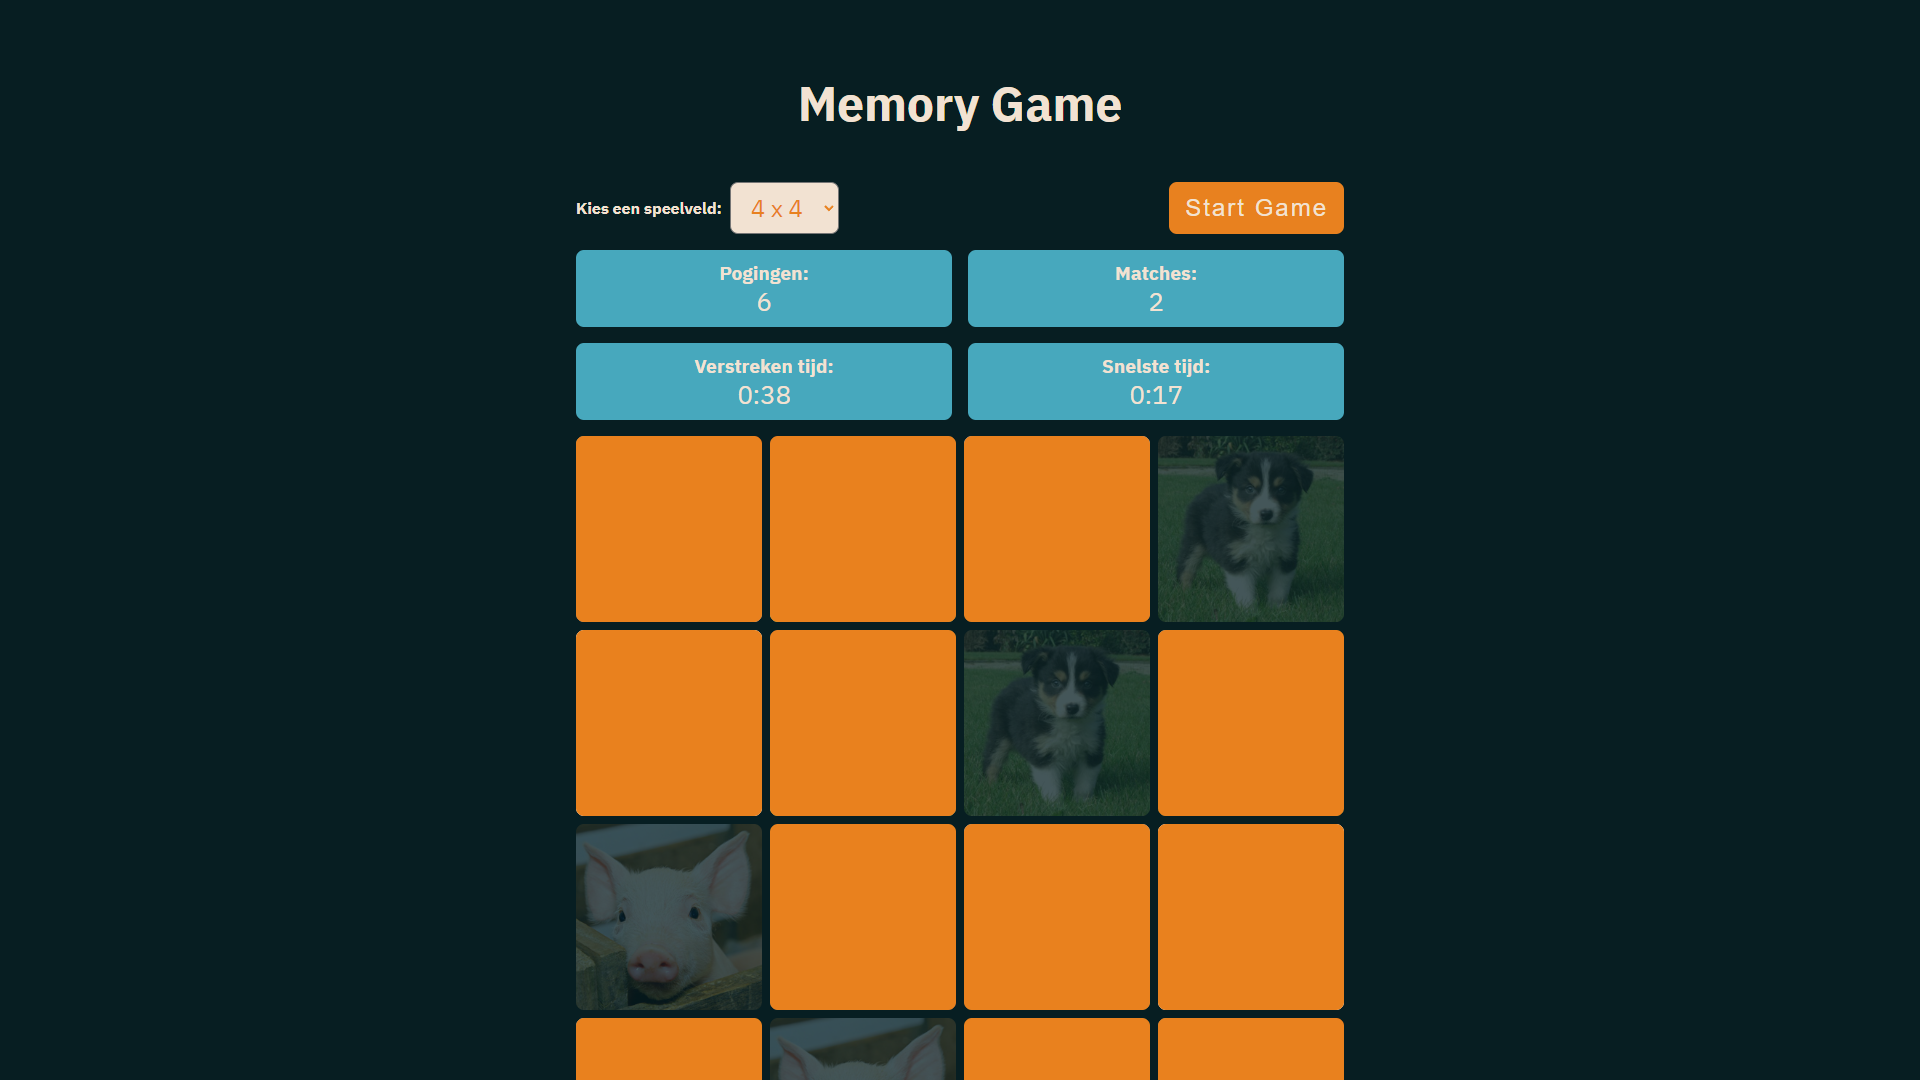 Memory Game
Kies een speelveld: 4 x 4 Start Game
Pogingen: Matches:
6 2
Verstreken tijd: Snelste tijd:
0:38 0:17